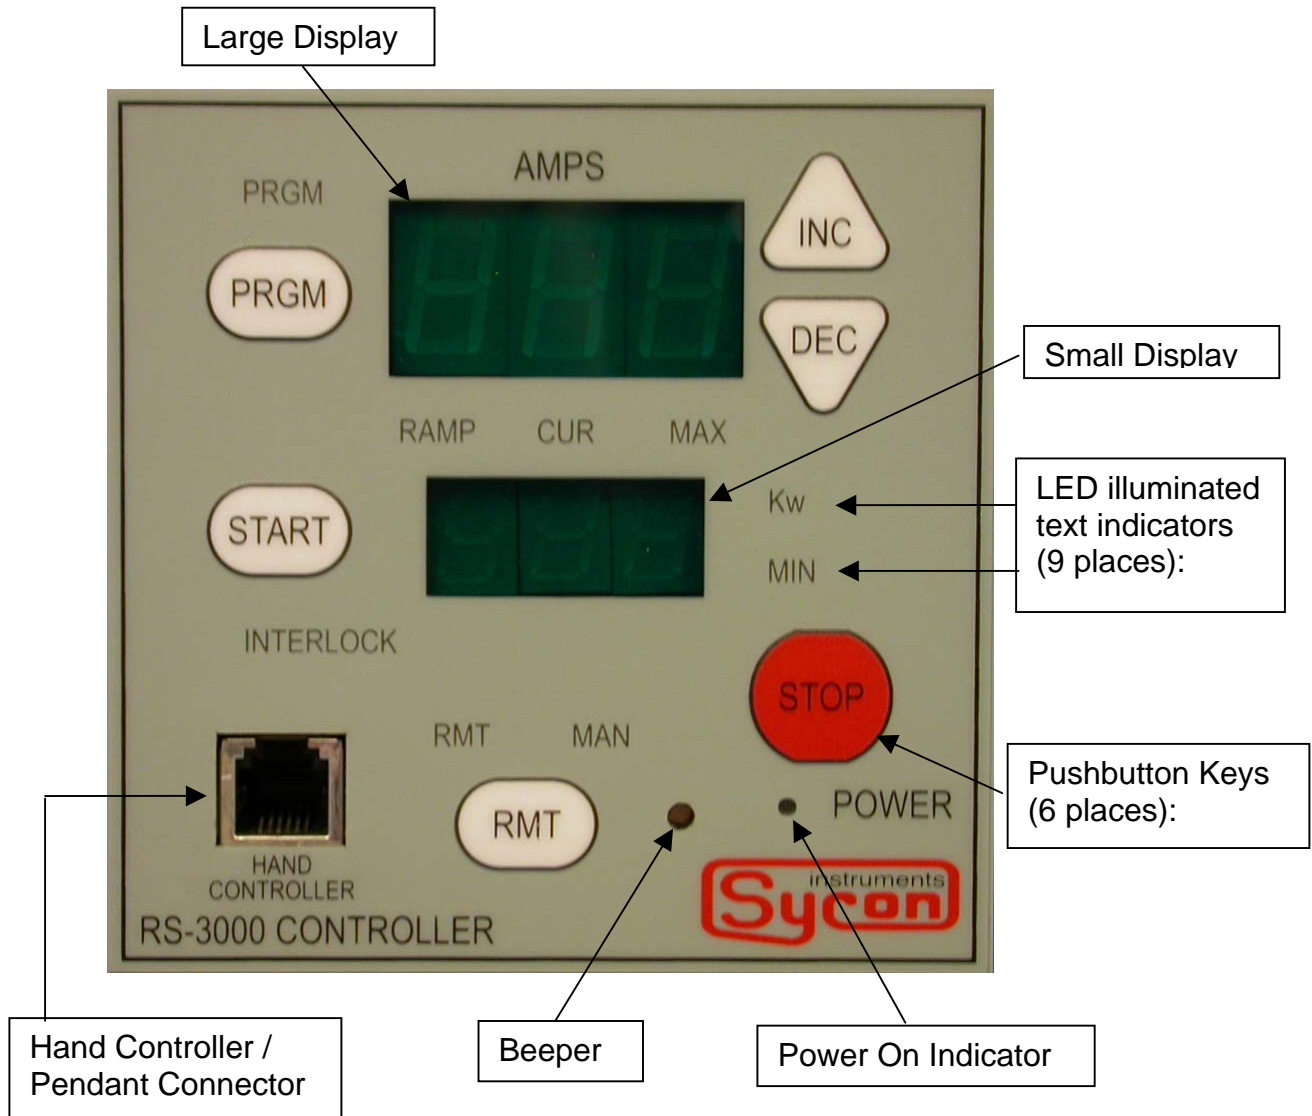 Large Display
AMPS
PRGM
INC
PRGM
DEC
Small Display
RAMP CUR MAX
Kw
LED illuminated
text indicators
(9 places):
START
MIN
INTERLOCK
STOP
RMT MAN
Pushbutton Keys
(6 places):
RMT
POWER
HAND
CONTROLLER
instruments
Sycon
RS-3000 CONTROLLER
Hand Controller /
Pendant Connector
Beeper
Power On Indicator